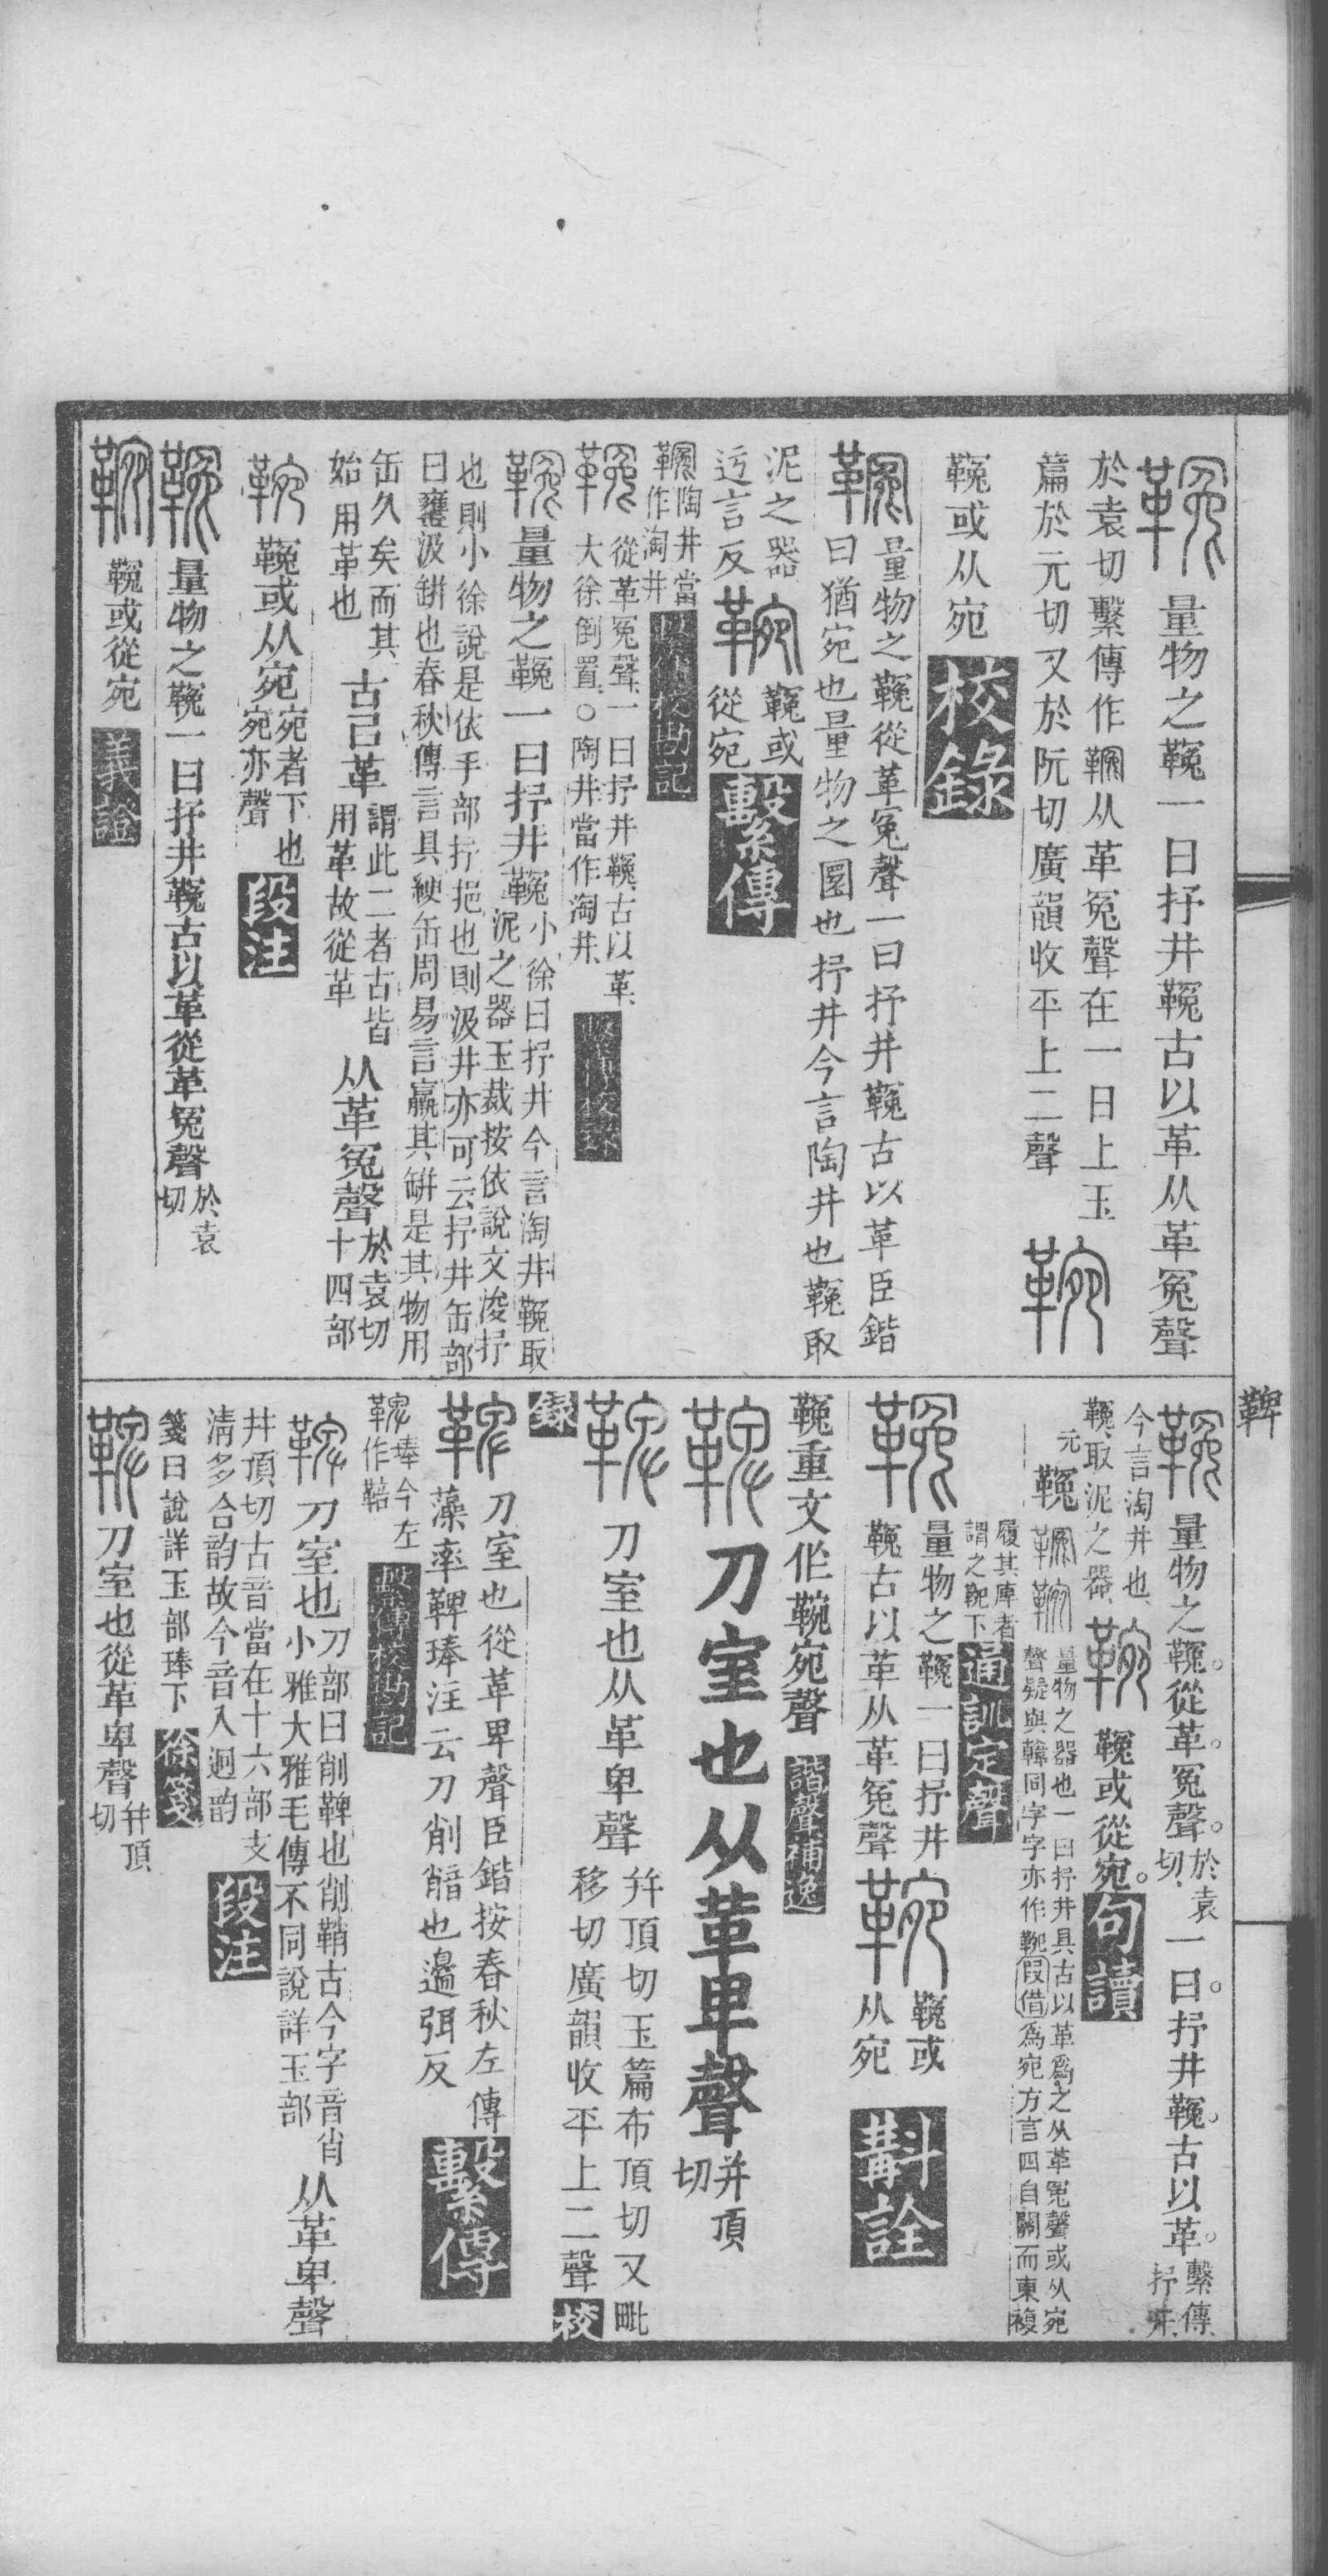 鞔 量物之鞔一曰抒井鞔古以革从革冤聲
於袁切繫傳作鞔从革冤聲在一曰上玉
篇於元切又於阮切廣韻收平上二聲
鞔或从宛 校錄
量物之鞔從革冤聲一曰抒井鞔古以革臣鍇
曰猶宛也量物之圜也抒井今言陶井也鞔取
泥之器
迃言反
鞔或
從宛 繫傳
陶井當
作淘井 繫傳校勘記
從革冤聲一曰抒井鞔古以革
大徐倒置○陶井當作淘井 繫傳校錄
量物之鞔一曰抒井鞔
小徐曰抒井今言淘井鞔取
泥之器玉裁按依說文浚抒
也則小徐說是依手部抒挹也則汲井亦可云抒井缶部
曰罋汲缾也春秋傳言具綆缶周易言羸其缾是其物用
缶久矣而其
始用革也
古㠯革
謂此二者古皆
用革故從革
从革冤聲
於袁切
十四部
鞔或从宛
宛者下也
宛亦聲 段注
量物之鞔一曰抒井鞔古以革從革冤聲
於袁
切
鞔或從宛 義證
鞞
量物之鞔從革冤聲
於袁
切
一曰抒井鞔古以革
繫傳
抒井
今言淘井也
鞔取泥之器
鞔或從宛 句讀
元
鞔
量物之器也一曰抒井具古以革爲之从革冤聲或从宛
聲疑與韓同字字亦作鞔假借爲宛方言四自關而東複
履其庳者
謂之鞔下 通訓定聲
量物之鞔一曰抒井
鞔古以革从革冤聲
鞔或
从宛 斠詮
鞔重文作鞔宛聲 諧聲補逸
刀室也从革卑聲
并頂
切
刀室也从革卑聲
并頂切玉篇布頂切又毗
移切廣韻收平上二聲 校
錄
刀室也從革卑聲臣鍇按春秋左傳
藻率鞞琫注云刀削䪷也邊弭反 繫傳
琫今左
作鞛 繫傳校勘記
刀室也
刀部曰削鞞也削鞘古今字音肖
小雅大雅毛傳不同說詳玉部
从革卑聲
并頂切古音當在十六部支
清多合韵故今音入迥韵 段注
箋曰說詳玉部琫下 徐箋
刀室也從革卑聲
并頂
切